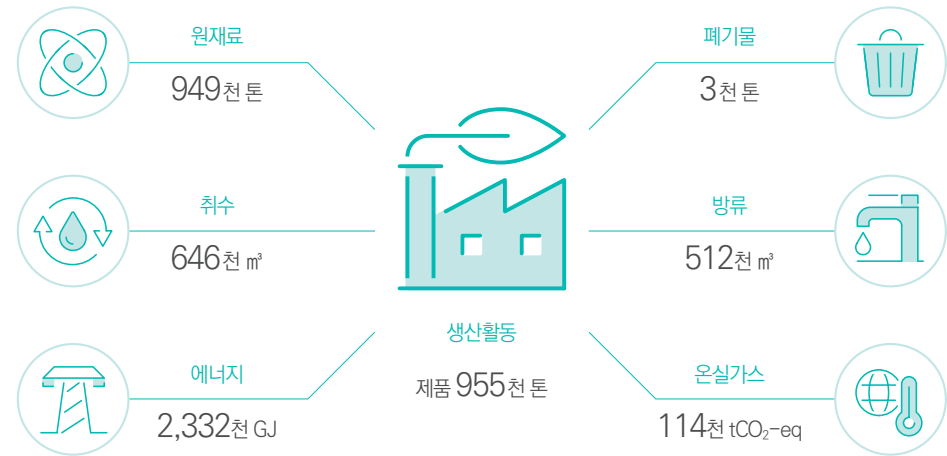 원재료
949천 톤
취수
646천 ㎥
에너지
2,332천 GJ
생산활동
제품 955천 톤
폐기물
3천 톤
방류
512천 ㎥
온실가스
114천 tCO₂-eq